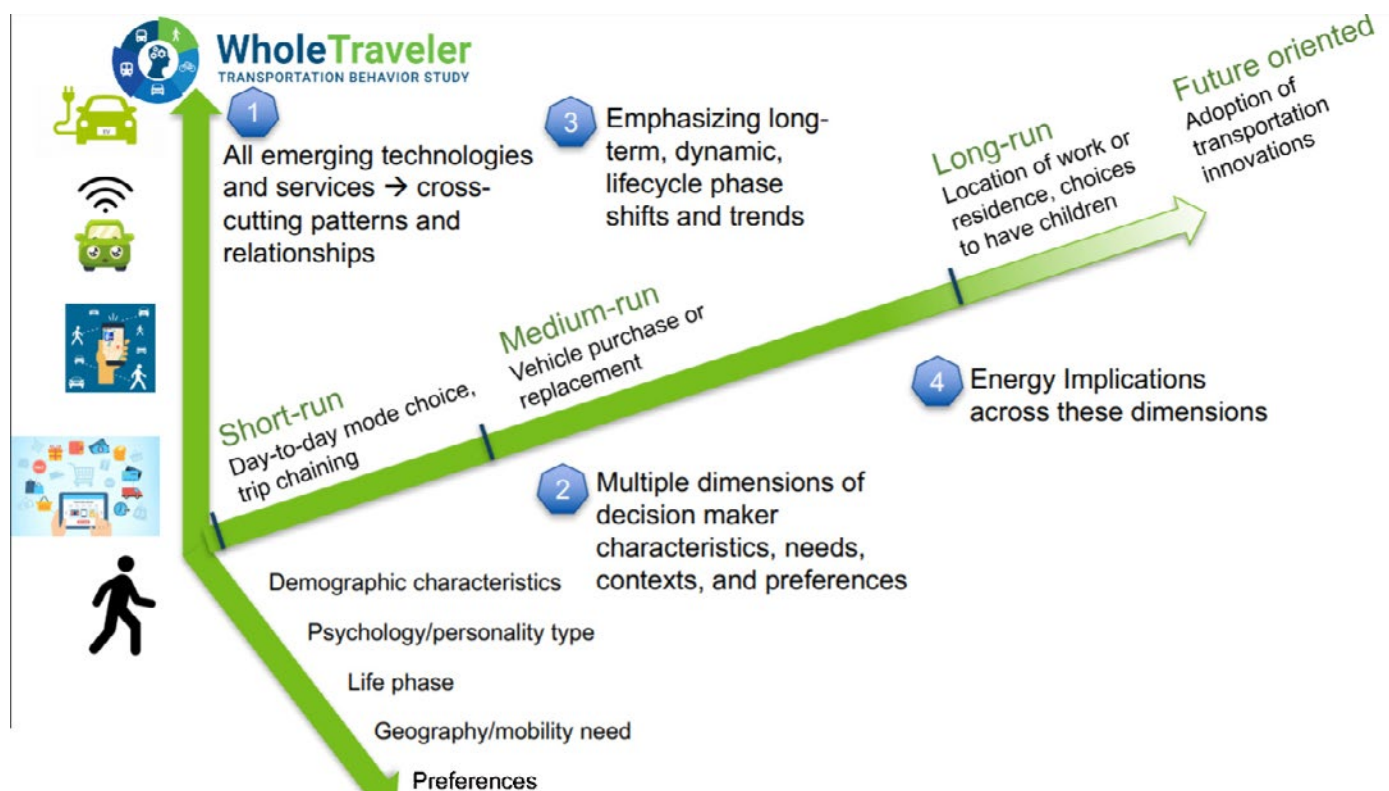 WholeTraveler
TRANSPORTATION BEHAVIOR STUDY
1
All emerging technologies
and services → cross-
cutting patterns and
relationships
3
Emphasizing long-
term, dynamic,
lifecycle phase
shifts and trends
Future oriented
Adoption of
transportation
innovations
Long-run
Location of work or
residence, choices
to have children
Medium-run
Vehicle purchase or
replacement
Short-run
Day-to-day mode choice,
trip chaining
4
Energy Implications
across these dimensions
2
Multiple dimensions of
decision maker
characteristics, needs,
contexts, and preferences
Demographic characteristics
Psychology/personality type
Life phase
Geography/mobility need
Preferences
EV